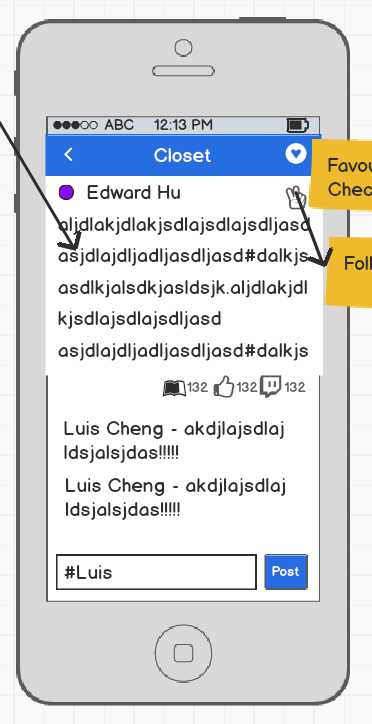 ABC 12:13 PM
Closet
Favou
Chec
Edward Hu
aljdlakjdlakjsdlajsdlajsdljasd
asjdlajdljadljasdljasd#dalkjs
Foll
asdlkjalsdkjasldsjk.aljdlakjdl
kjsdlajsdlajsdljasd
asjdlajdljadljasdljasd#dalkjs
132 132 132
Luis Cheng - akdjlajsdlaj
ldsjalsjdas!!!!!
Luis Cheng - akdjlajsdlaj
ldsjalsjdas!!!!!
#Luis Post